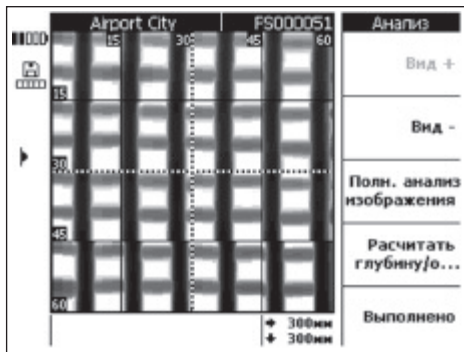 Airport City FS000051 Анализ
15 30 45 60
Вид +
15
Вид -
30
Полн. анализ
изображения
45
Расчитать
глубину/о...
60
Выполнено
300мм
300мм